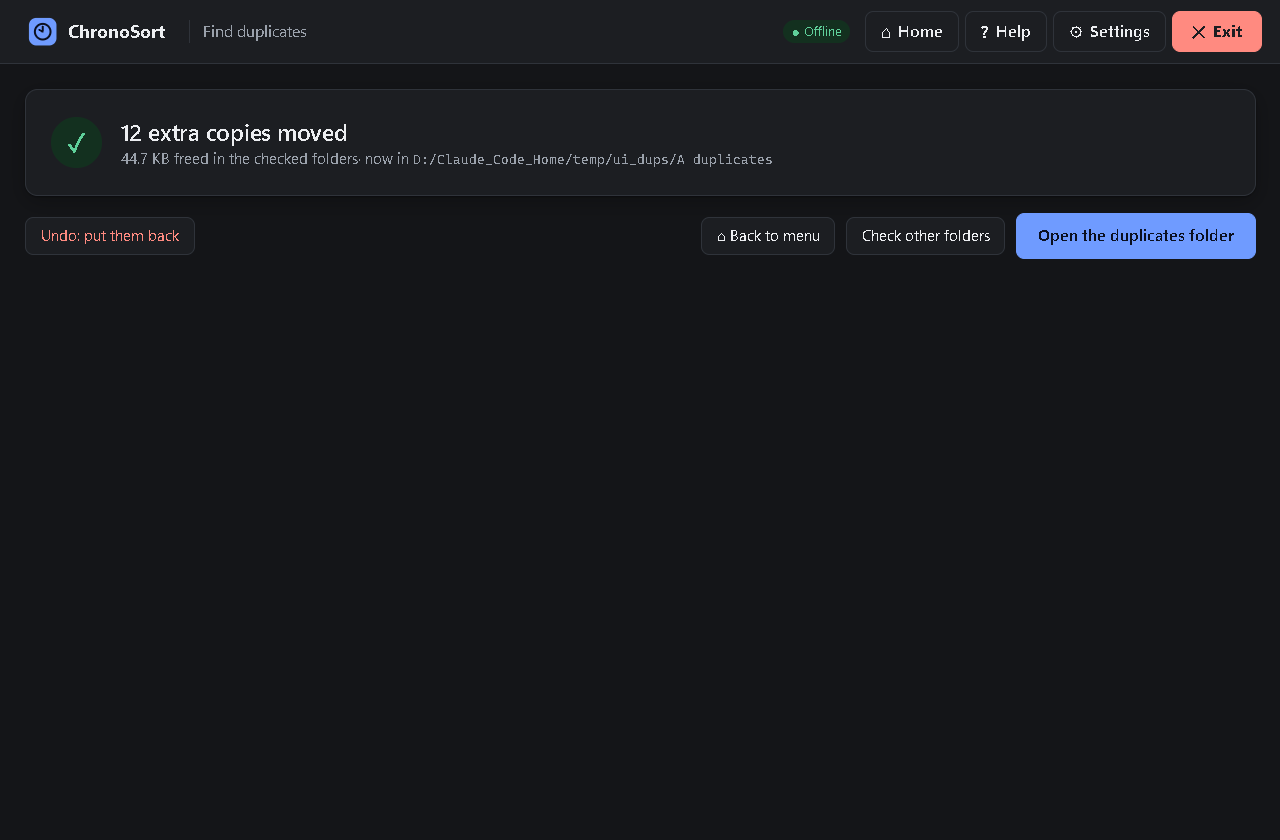 ChronoSort
Find duplicates
● Offline
⌂ Home
? Help
⚙ Settings
✕ Exit
✓
12 extra copies moved
44.7 KB freed in the checked folders· now in D:/Claude_Code_Home/temp/ui_dups/A duplicates
Undo: put them back
⌂ Back to menu
Check other folders
Open the duplicates folder